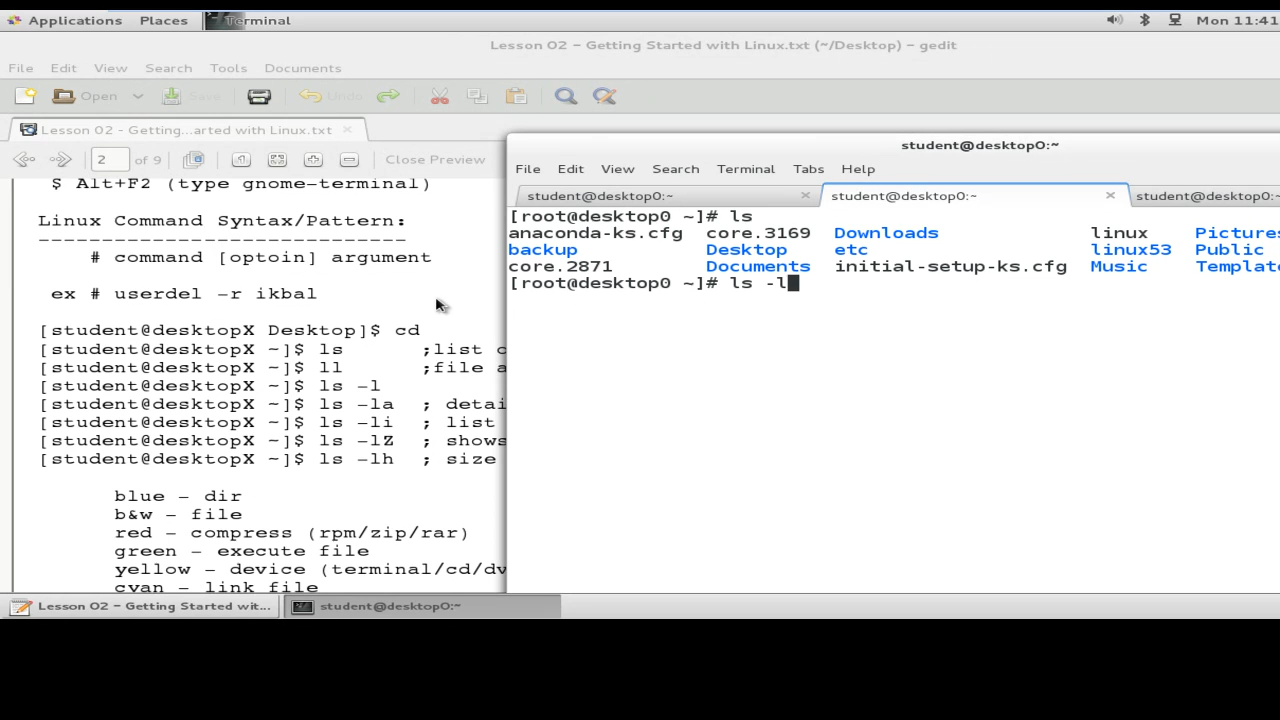 Applications Places Terminal Mon 11:41
Lesson 02 - Getting Started with Linux.txt (~/Desktop) - gedit
File Edit View Search Tools Documents
Open Save Undo
Lesson 02 - Getting...arted with Linux.txt
2 of 9 Close Preview
$ Alt+F2 (type gnome-terminal)
Linux Command Syntax/Pattern:
-------------------------------
# command [optoin] argument
ex # userdel -r ikbal
[student@desktopX Desktop]$ cd
[student@desktopX ~]$ ls ;list
[student@desktopX ~]$ ll ;file
[student@desktopX ~]$ ls -l
[student@desktopX ~]$ ls -la ;
[student@desktopX ~]$ ls -li ; list
[student@desktopX ~]$ ls -lZ ; shows
[student@desktopX ~]$ ls -lh ; size
blue - dir
b&w - file
red - compress (rpm/zip/rar)
green - execute file
yellow - device (terminal/cd/
cyan - link file
student@desktop0:~
File Edit View Search Terminal Tabs Help
student@desktop0:~ student@desktop0:~ student@desktop0:~
[root@desktop0 ~]# ls
anaconda-ks.cfg core.3169 Downloads linux Pictures
backup Desktop etc linux53 Public
core.2871 Documents initial-setup-ks.cfg Music
[root@desktop0 ~]# ls -l
Lesson 02 - Getting Started wit... student@desktop0:~